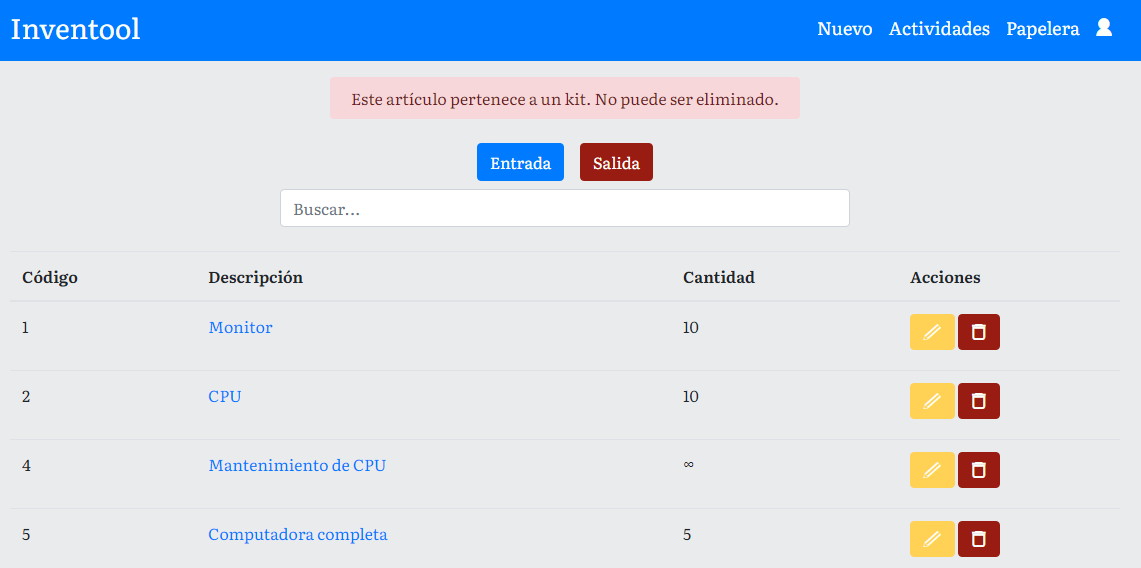 Inventool Nuevo Actividades Papelera
Este artículo pertenece a un kit. No puede ser eliminado.
Entrada Salida
Buscar...
Código Descripción Cantidad Acciones
1 Monitor 10
2 CPU 10
4 Mantenimiento de CPU ∞
5 Computadora completa 5